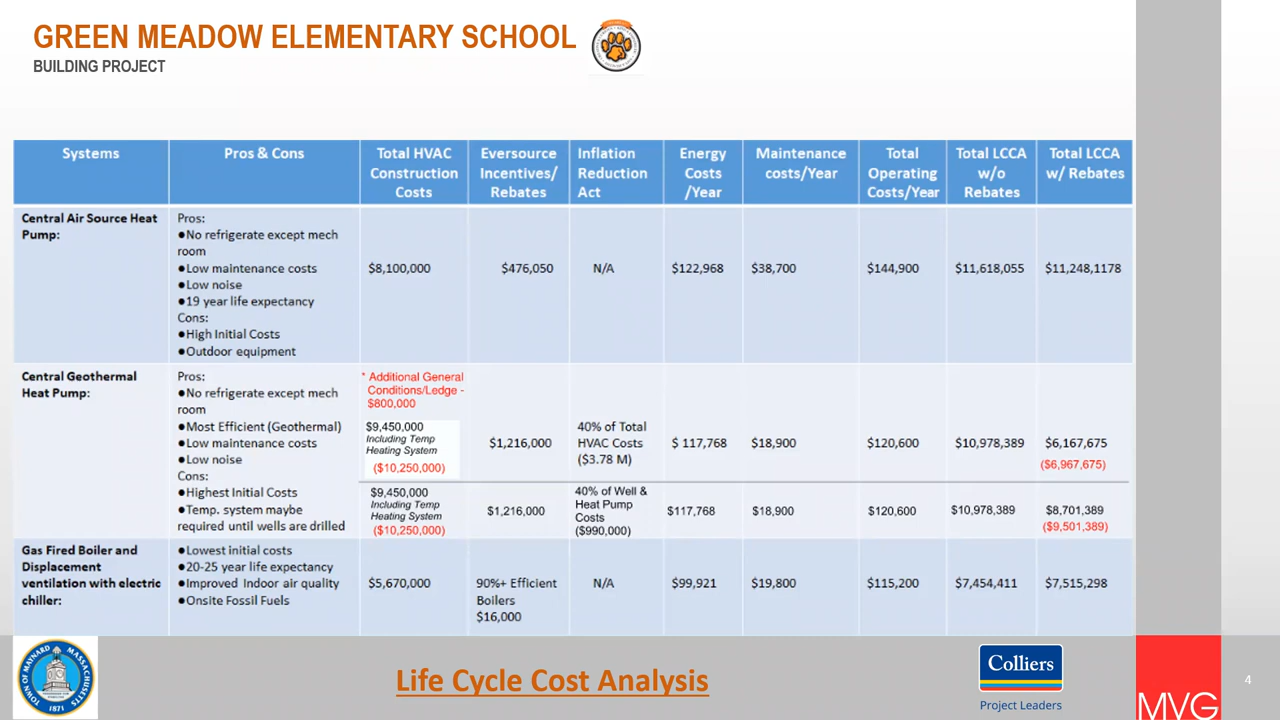 GREEN MEADOW ELEMENTARY SCHOOL
BUILDING PROJECT
Systems
Pros & Cons
Total HVAC
Construction
Costs
Eversource
Incentives/
Rebates
Inflation
Reduction
Act
Energy
Costs
/Year
Maintenance
costs/Year
Total
Operating
Costs/Year
Total LCCA
w/o
Rebates
Total LCCA
w/ Rebates
Central Air Source Heat
Pump:
Pros:
●No refrigerate except mech
room
●Low maintenance costs
●Low noise
●19 year life expectancy
Cons:
●High Initial Costs
●Outdoor equipment
$8,100,000
$476,050
N/A
$122,968
$38,700
$144,900
$11,618,055
$11,248,1178
Central Geothermal
Heat Pump:
Pros:
●No refrigerate except mech
room
●Most Efficient (Geothermal)
●Low maintenance costs
●Low noise
Cons:
●Highest Initial Costs
●Temp. system maybe
required until wells are drilled
* Additional General
Conditions/Ledge -
$800,000
$9,450,000
Including Temp
Heating System
($10,250,000)
$1,216,000
40% of Total
HVAC Costs
($3.78 M)
$ 117,768
$18,900
$120,600
$10,978,389
$6,167,675
($6,967,675)
$9,450,000
Including Temp
Heating System
($10,250,000)
$1,216,000
40% of Well &
Heat Pump
Costs
($990,000)
$117,768
$18,900
$120,600
$10,978,389
$8,701,389
($9,501,389)
Gas Fired Boiler and
Displacement
ventilation with electric
chiller:
●Lowest initial costs
●20-25 year life expectancy
●Improved Indoor air quality
●Onsite Fossil Fuels
$5,670,000
90%+ Efficient
Boilers
$16,000
N/A
$99,921
$19,800
$115,200
$7,454,411
$7,515,298
TOWN OF MAYNARD MASSACHUSETTS
1871
Life Cycle Cost Analysis
Colliers
Project Leaders
MVG
4